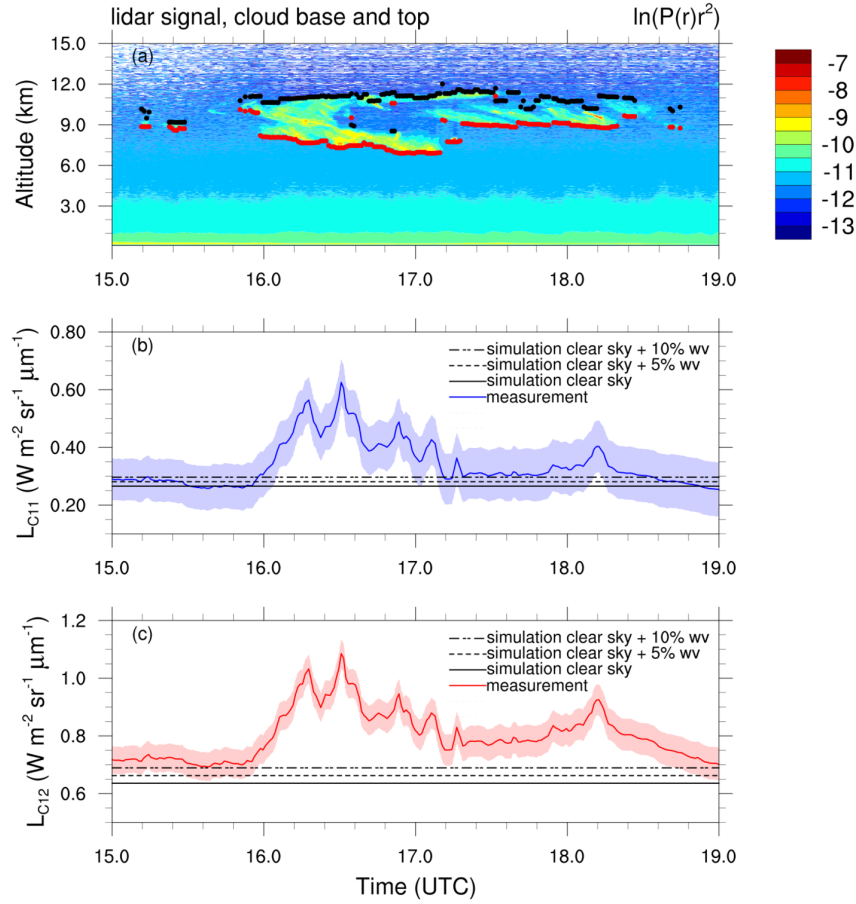 lidar signal, cloud base and top
ln(P(r)r²)
(a)
15.0
12.0
9.0
6.0
3.0
Altitude (km)
15.0 16.0 17.0 18.0 19.0
-7
-8
-9
-10
-11
-12
-13
(b)
0.80
0.60
0.40
0.20
L_C11 (W m⁻² sr⁻¹ µm⁻¹)
simulation clear sky + 10% wv
simulation clear sky + 5% wv
simulation clear sky
measurement
15.0 16.0 17.0 18.0 19.0
(c)
1.2
1.0
0.8
0.6
L_C12 (W m⁻² sr⁻¹ µm⁻¹)
simulation clear sky + 10% wv
simulation clear sky + 5% wv
simulation clear sky
measurement
15.0 16.0 17.0 18.0 19.0
Time (UTC)